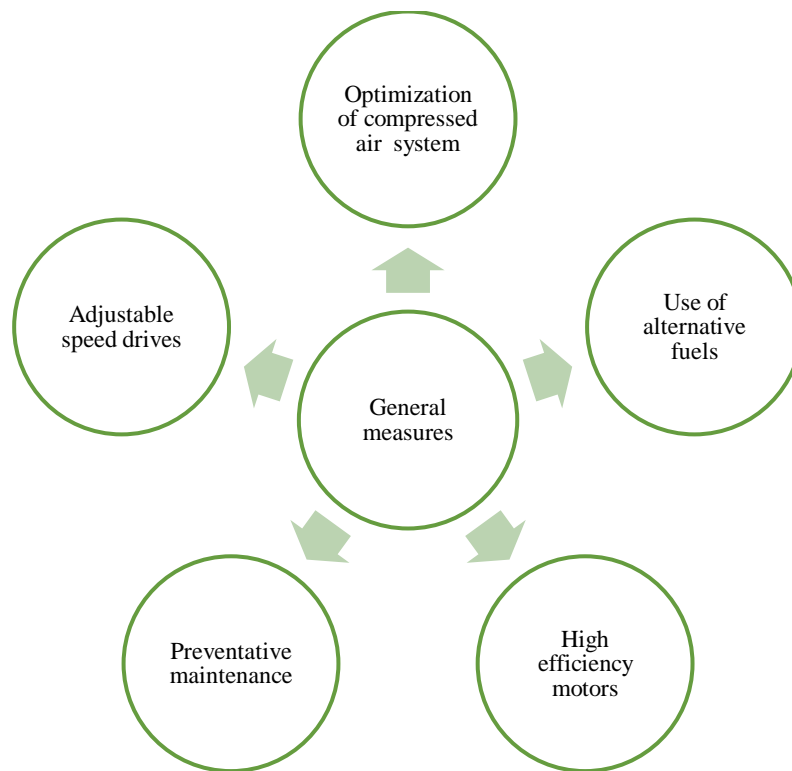 Optimization
of compressed
air system
Adjustable
speed drives
Use of
alternative
fuels
General
measures
Preventative
maintenance
High
efficiency
motors